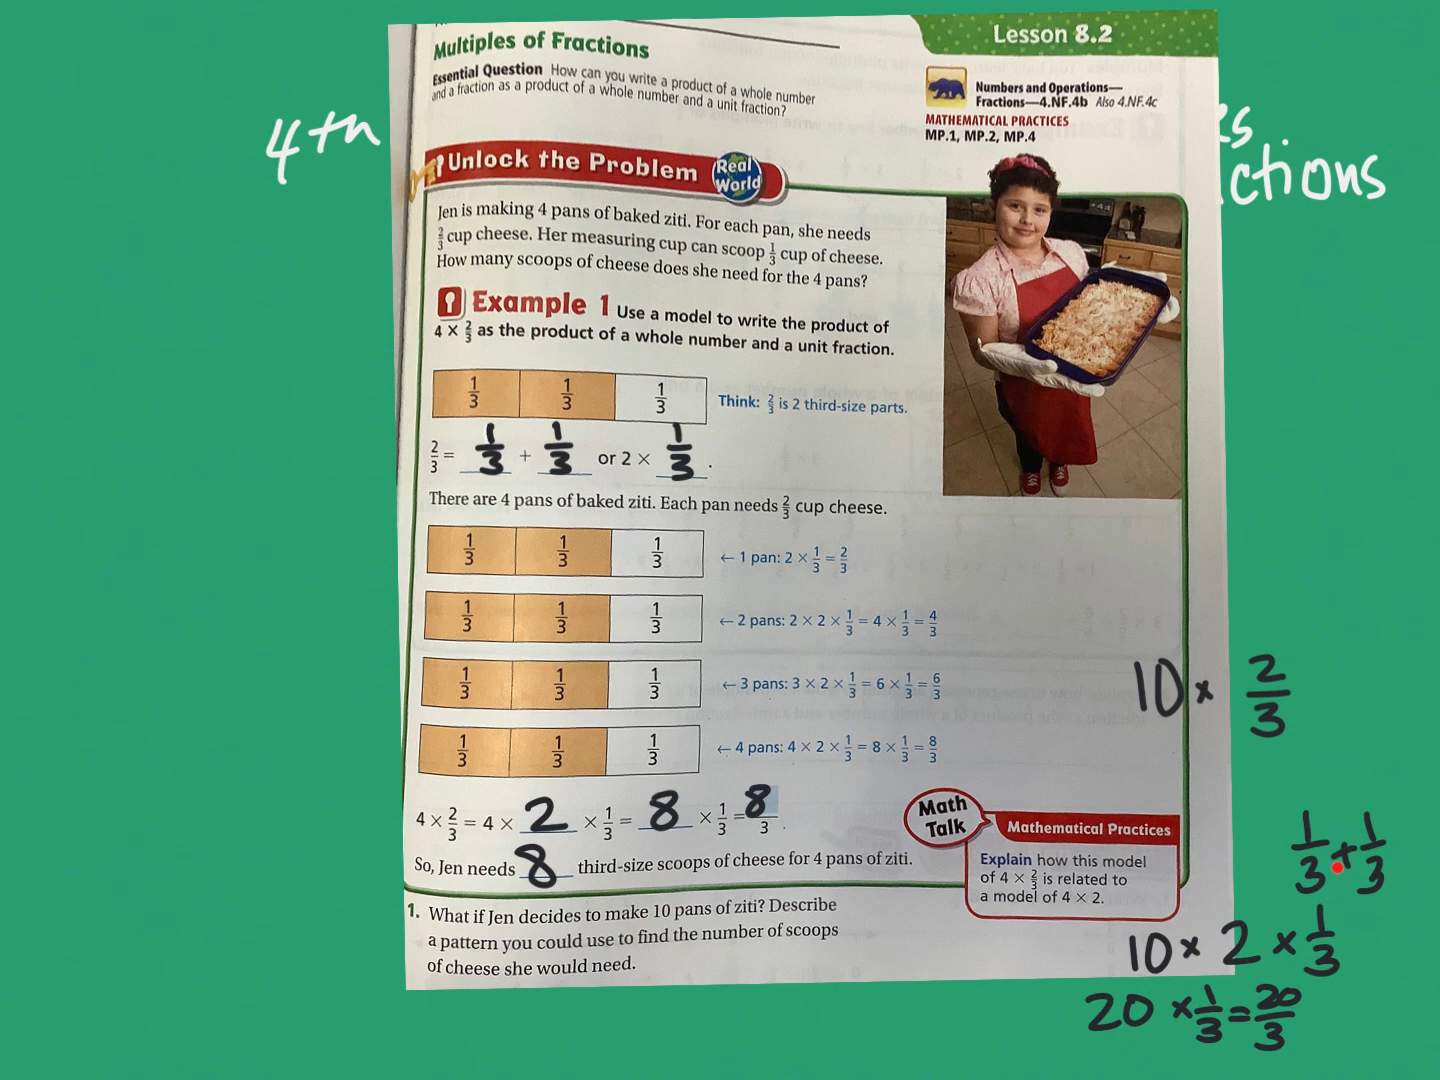 Lesson 8.2
Multiples of Fractions
Essential Question How can you write a product of a whole number
and a fraction as a product of a whole number and a unit fraction?
Numbers and Operations—
Fractions—4.NF.4b Also 4.NF.4c
MATHEMATICAL PRACTICES
MP.1, MP.2, MP.4
4th
ctions
Unlock the Problem
Real World
Jen is making 4 pans of baked ziti. For each pan, she needs
2/3 cup cheese. Her measuring cup can scoop 1/3 cup of cheese.
How many scoops of cheese does she need for the 4 pans?
Example 1 Use a model to write the product of
4 × 2/3 as the product of a whole number and a unit fraction.
1/3 1/3 1/3
Think: 2/3 is 2 third-size parts.
2/3 = 1/3 + 1/3 or 2 × 1/3.
There are 4 pans of baked ziti. Each pan needs 2/3 cup cheese.
1/3 1/3 1/3 ← 1 pan: 2 × 1/3 = 2/3
1/3 1/3 1/3 ← 2 pans: 2 × 2 × 1/3 = 4 × 1/3 = 4/3
1/3 1/3 1/3 ← 3 pans: 3 × 2 × 1/3 = 6 × 1/3 = 6/3
1/3 1/3 1/3 ← 4 pans: 4 × 2 × 1/3 = 8 × 1/3 = 8/3
10 × 2/3
4 × 2/3 = 4 × 2 × 1/3 = 8 × 1/3 = 8/3.
So, Jen needs 8 third-size scoops of cheese for 4 pans of ziti.
Math Talk
Mathematical Practices
Explain how this model
of 4 × 2/3 is related to
a model of 4 × 2.
1/3 + 1/3
1. What if Jen decides to make 10 pans of ziti? Describe
a pattern you could use to find the number of scoops
of cheese she would need.
10 × 2 × 1/3
20 × 1/3 = 20/3